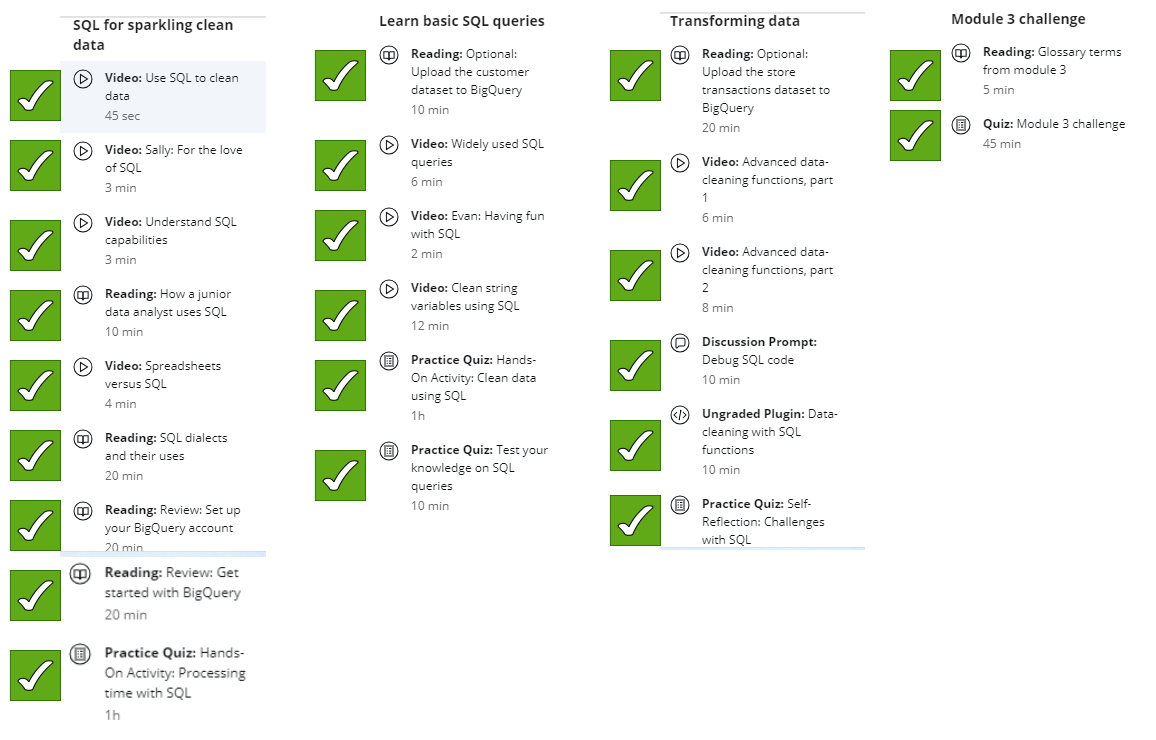 SQL for sparkling clean
data
Video: Use SQL to clean
data
45 sec
Video: Sally: For the love
of SQL
3 min
Video: Understand SQL
capabilities
3 min
Reading: How a junior
data analyst uses SQL
10 min
Video: Spreadsheets
versus SQL
4 min
Reading: SQL dialects
and their uses
20 min
Reading: Review: Set up
your BigQuery account
20 min
Reading: Review: Get
started with BigQuery
20 min
Practice Quiz: Hands-
On Activity: Processing
time with SQL
1h
Learn basic SQL queries
Reading: Optional:
Upload the customer
dataset to BigQuery
10 min
Video: Widely used SQL
queries
6 min
Video: Evan: Having fun
with SQL
2 min
Video: Clean string
variables using SQL
12 min
Practice Quiz: Hands-
On Activity: Clean data
using SQL
1h
Practice Quiz: Test your
knowledge on SQL
queries
10 min
Transforming data
Reading: Optional:
Upload the store
transactions dataset to
BigQuery
20 min
Video: Advanced data-
cleaning functions, part
1
6 min
Video: Advanced data-
cleaning functions, part
2
8 min
Discussion Prompt:
Debug SQL code
10 min
Ungraded Plugin: Data-
cleaning with SQL
functions
10 min
Practice Quiz: Self-
Reflection: Challenges
with SQL
Module 3 challenge
Reading: Glossary terms
from module 3
5 min
Quiz: Module 3 challenge
45 min